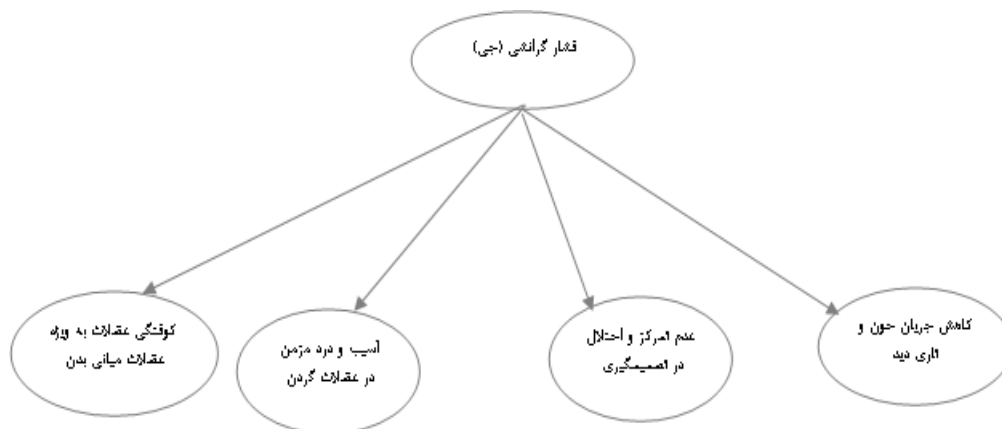 فشار گرانشی (جی)
کاهش جریان خون و
تاری دید
عدم تمرکز و اختلال
در تصمیمگیری
آسیب و درد مزمن
در عضلات گردن
کوفتگی عضلات به ویژه
عضلات میانی بدن